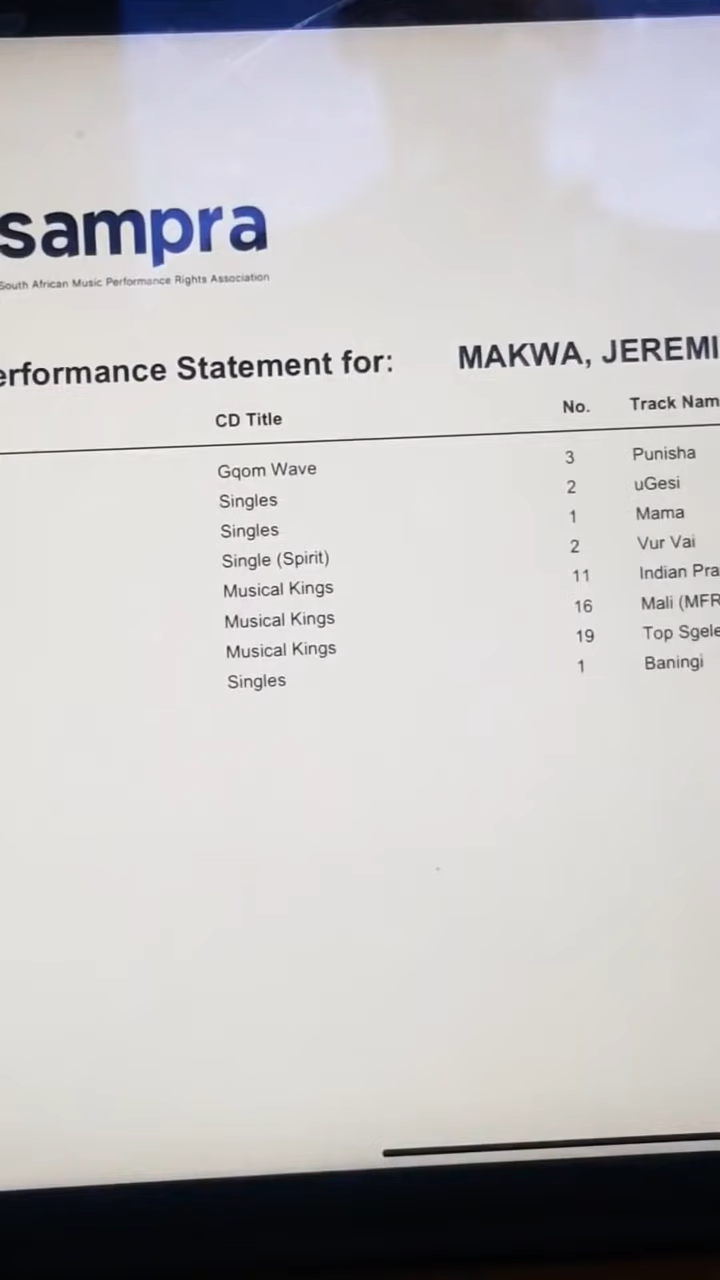 sampra
South African Music Performance Rights Association
erformance Statement for: MAKWA, JEREMI
CD Title No. Track Nam
Gqom Wave 3 Punisha
Singles 2 uGesi
Singles 1 Mama
Single (Spirit) 2 Vur Vai
Musical Kings 11 Indian Pra
Musical Kings 16 Mali (MFR
Musical Kings 19 Top Sgele
Singles 1 Baningi